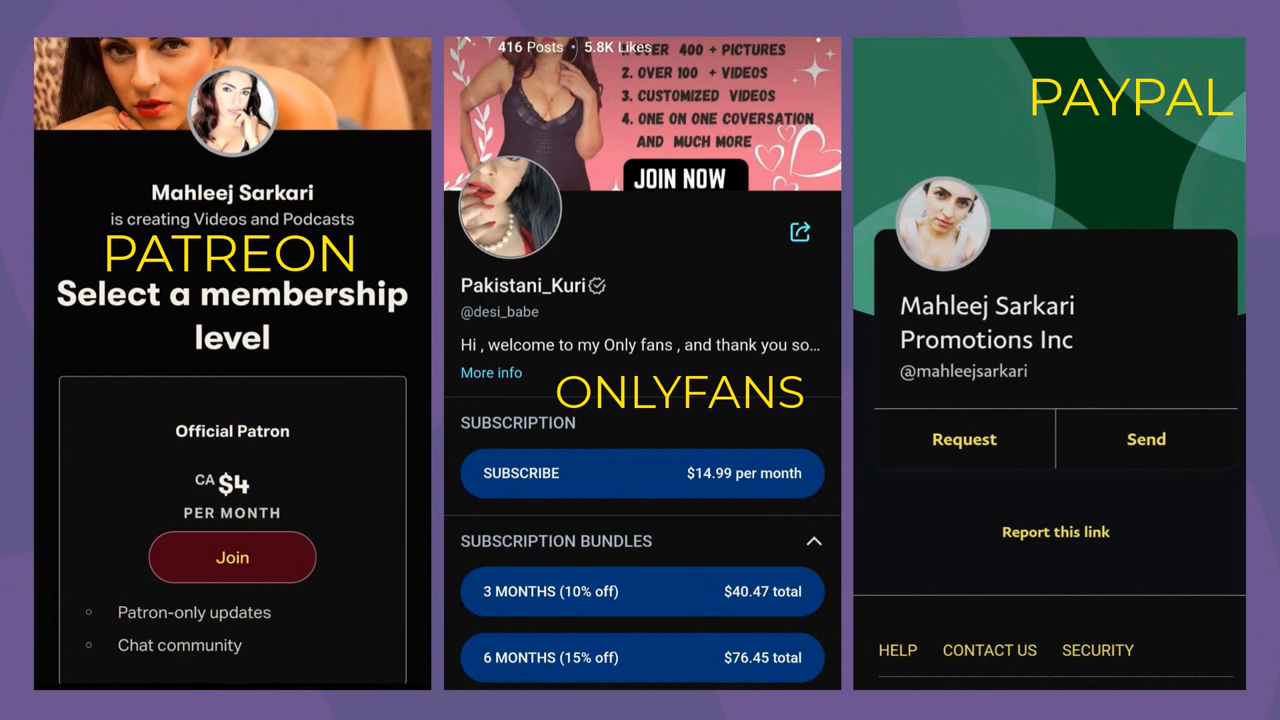 Mahleej Sarkari
is creating Videos and Podcasts
PATREON
Select a membership
level
Official Patron
CA $4
PER MONTH
Join
Patron-only updates
Chat community
416 Posts • 5.8K Likes
1. OVER 400 + PICTURES
2. OVER 100 + VIDEOS
3. CUSTOMIZED VIDEOS
4. ONE ON ONE COVERSATION
AND MUCH MORE
JOIN NOW
Pakistani_Kuri
@desi_babe
Hi , welcome to my Only fans , and thank you so...
More info
ONLYFANS
SUBSCRIPTION
SUBSCRIBE $14.99 per month
SUBSCRIPTION BUNDLES
3 MONTHS (10% off) $40.47 total
6 MONTHS (15% off) $76.45 total
PAYPAL
Mahleej Sarkari
Promotions Inc
@mahleejsarkari
Request Send
Report this link
HELP CONTACT US SECURITY